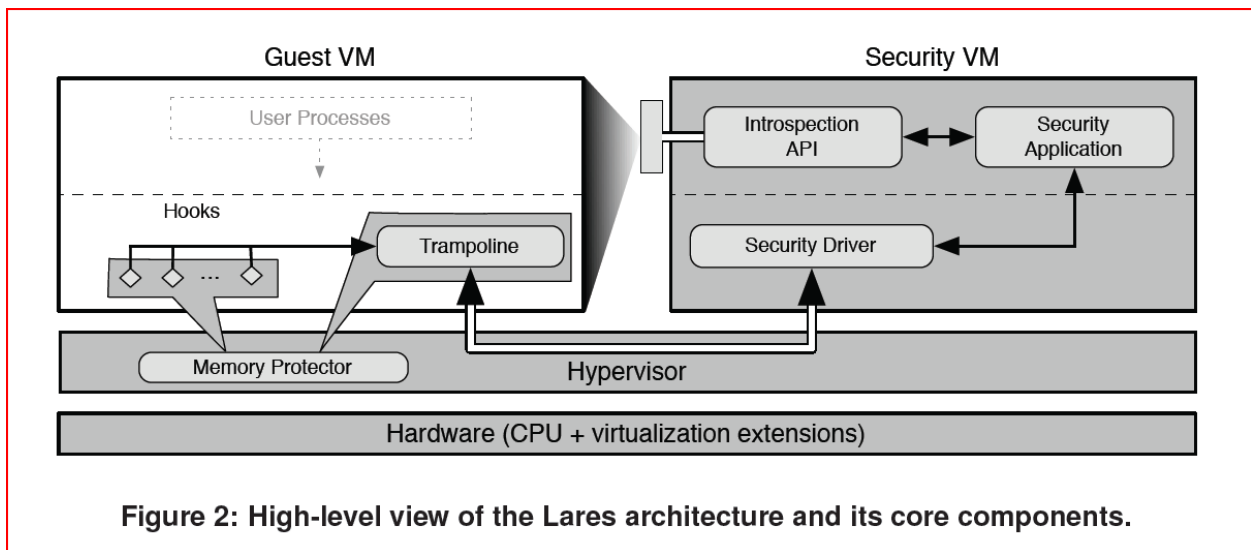 Guest VM
Security VM
User Processes
Introspection
API
Security
Application
Hooks
Trampoline
Security Driver
...
Memory Protector
Hypervisor
Hardware (CPU + virtualization extensions)
Figure 2: High-level view of the Lares architecture and its core components.